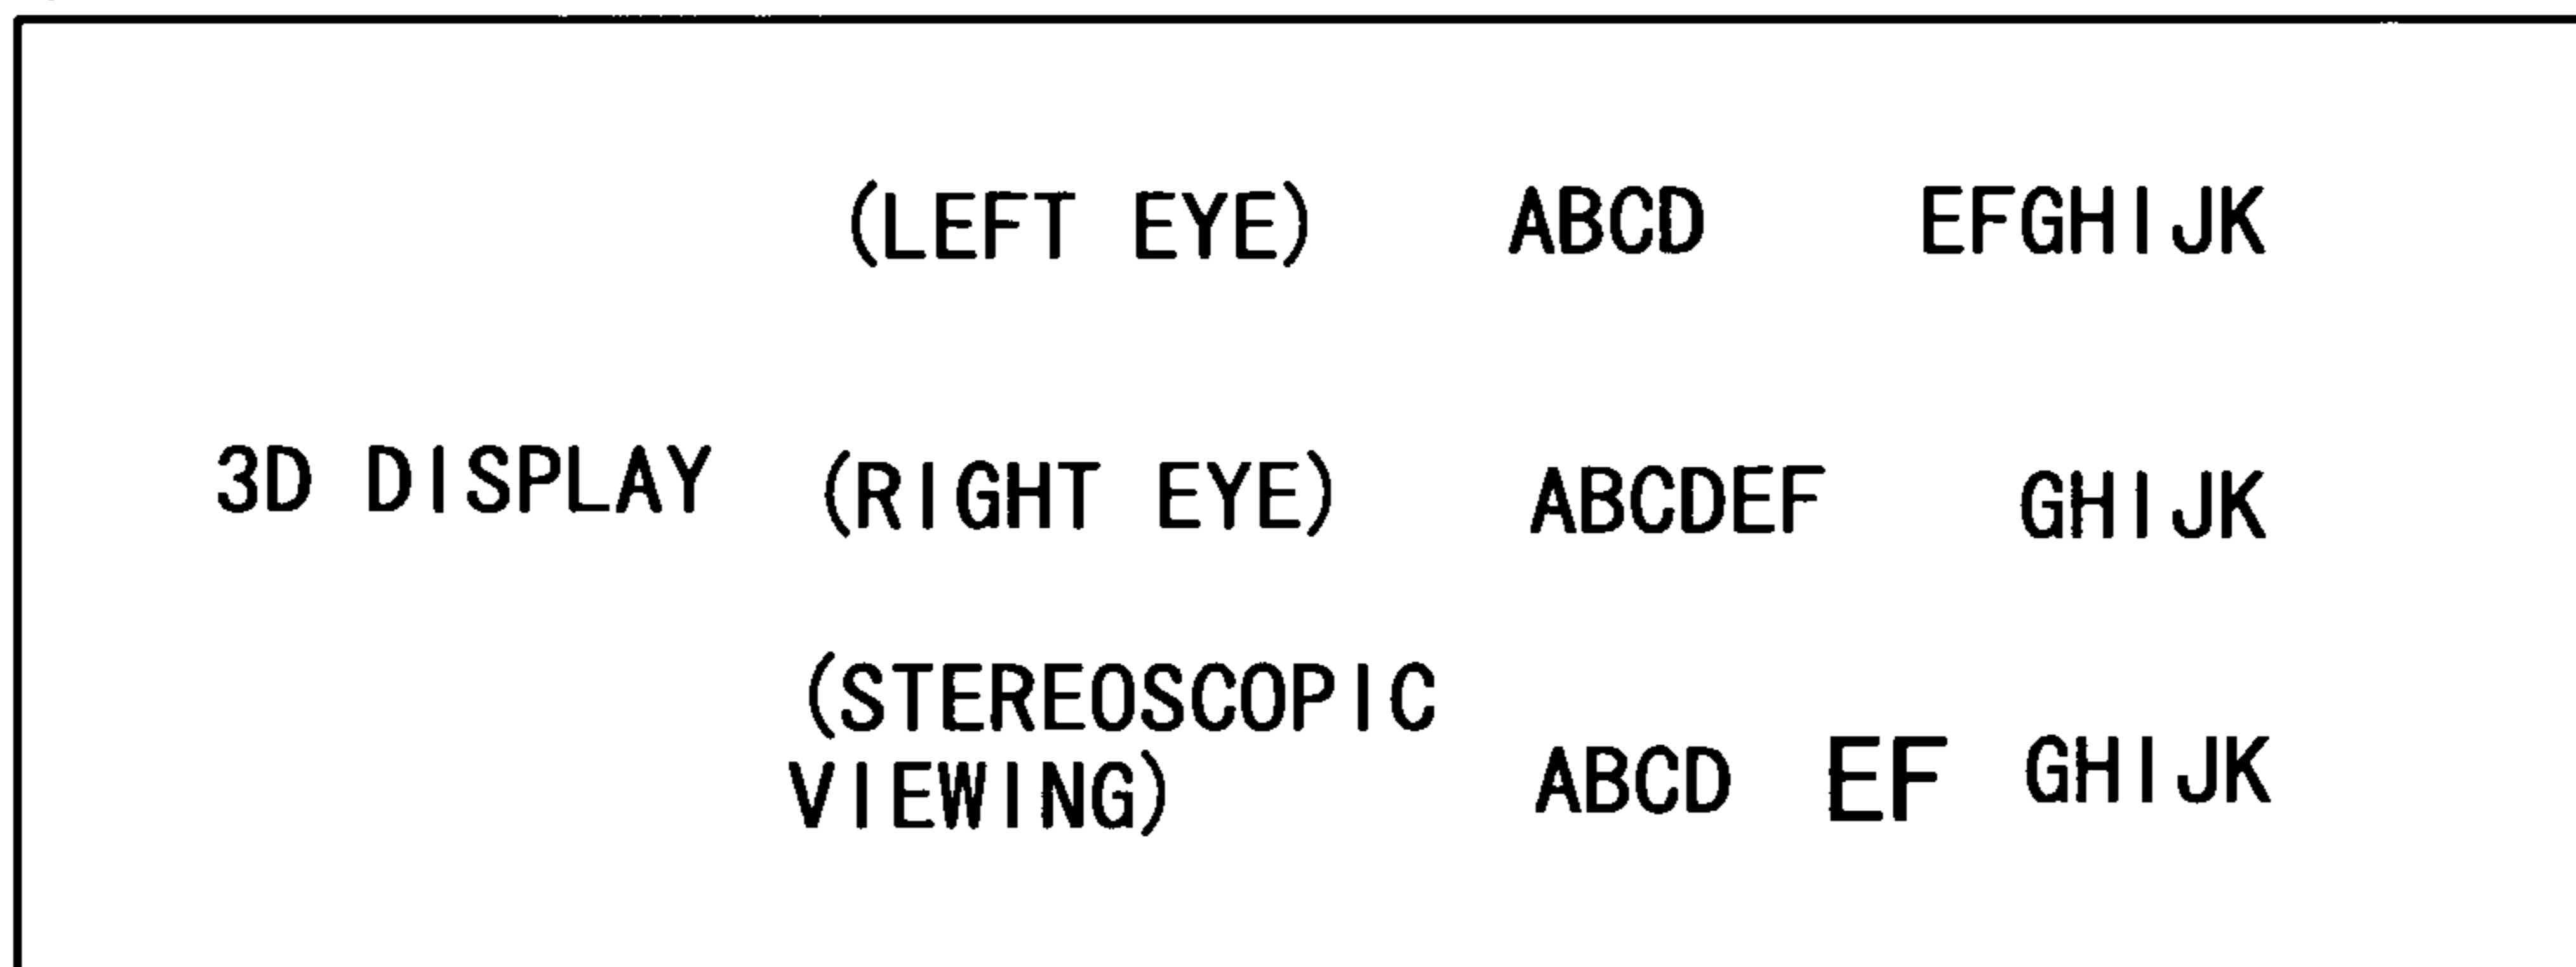 (LEFT EYE) ABCD EFGHIJK
3D DISPLAY (RIGHT EYE) ABCDEF GHIJK
(STEREOSCOPIC
VIEWING) ABCD EF GHIJK